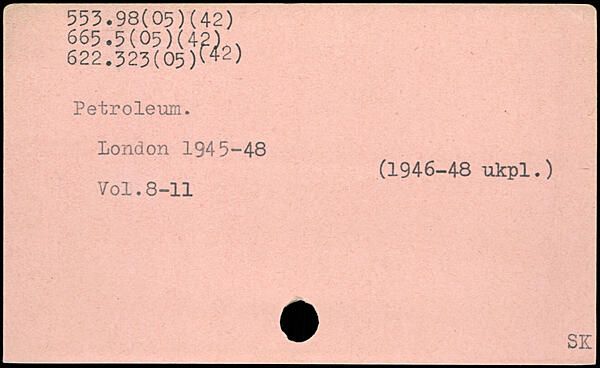 553.98(05)(42)
665.5(05)(42)
622.323(05)(42)
Petroleum.
London 1945-48
(1946-48 ukpl.)
Vol.8-11
SK